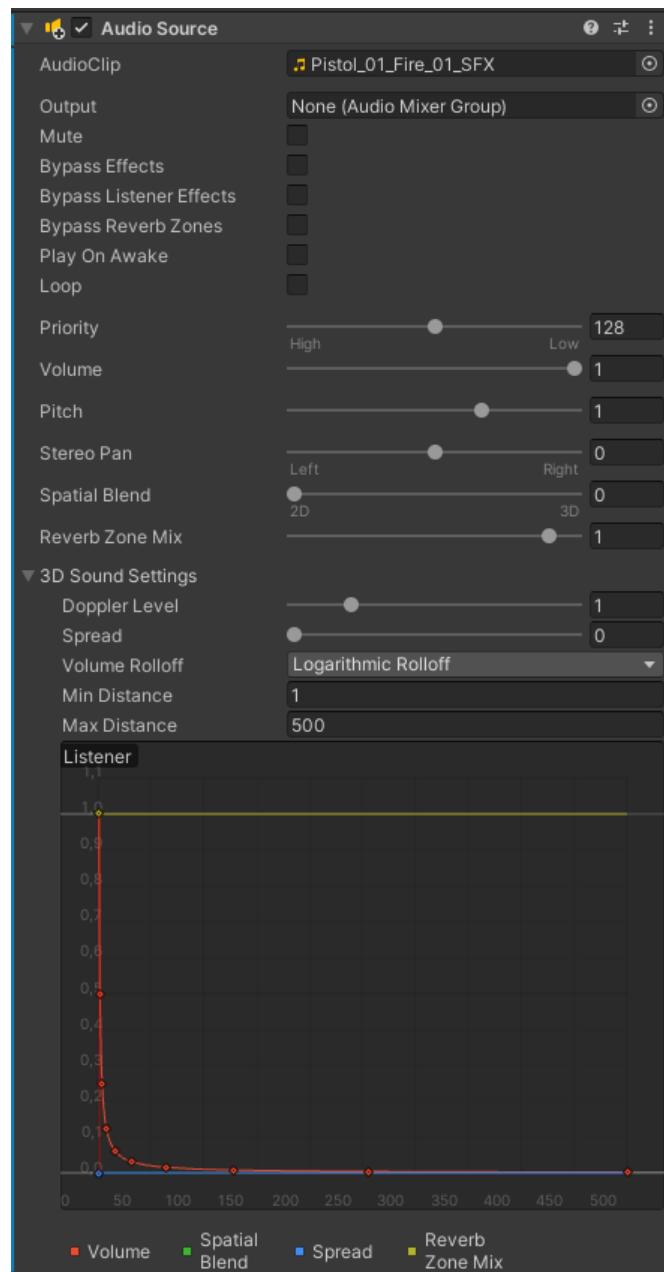 Audio Source
AudioClip Pistol_01_Fire_01_SFX
Output None (Audio Mixer Group)
Mute
Bypass Effects
Bypass Listener Effects
Bypass Reverb Zones
Play On Awake
Loop
Priority 128
High Low
Volume 1
Pitch 1
Stereo Pan 0
Left Right
Spatial Blend 0
2D 3D
Reverb Zone Mix 1
3D Sound Settings
Doppler Level 1
Spread 0
Volume Rolloff Logarithmic Rolloff
Min Distance 1
Max Distance 500
Listener
1,1
1,0
0,9
0,8
0,7
0,6
0,5
0,4
0,3
0,2
0,1
0,0
0 50 100 150 200 250 300 350 400 450 500
Volume Spatial Blend Spread Reverb Zone Mix